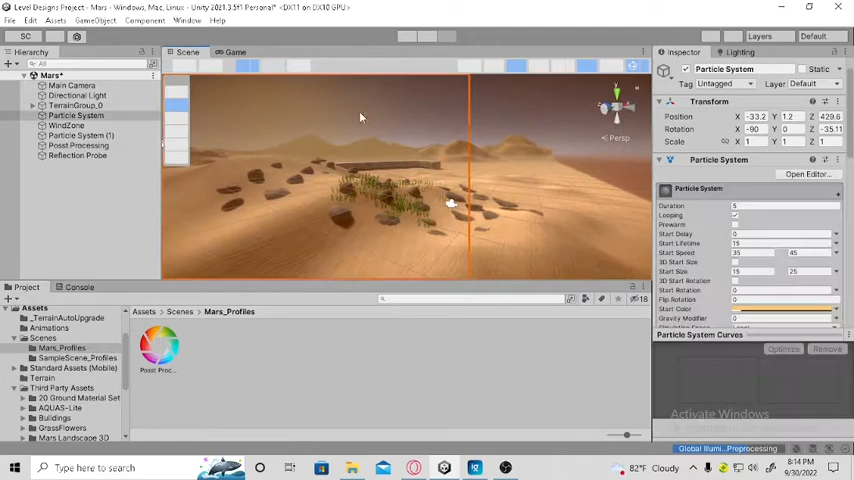 Level Designs Project - Mars - Windows, Mac, Linux - Unity 2021.3.5f1 Personal* <DX11 on DX10 GPU>
File Edit Assets GameObject Component Window Help
SC Layers Default
Hierarchy Scene Game Inspector Lighting
All
Mars*
Main Camera
Directional Light
TerrainGroup_0
Particle System
WindZone
Particle System (1)
Posst Processing
Reflection Probe
Persp
Particle System Static
Tag Untagged Layer Default
Transform
Position X -33.2 Y 1.2 Z 429.6
Rotation X -90 Y 0 Z -35.11
Scale X 1 Y 1 Z 1
Particle System
Open Editor...
Particle System
Duration 5
Looping
Prewarm
Start Delay 0
Start Lifetime 15
Start Speed 35 45
3D Start Size
Start Size 15 25
3D Start Rotation
Start Rotation 0
Flip Rotation 0
Start Color
Gravity Modifier 0
Particle System Curves
Optimize Remove
Project Console
18
Assets
_TerrainAutoUpgrade
Animations
Scenes
Mars_Profiles
SampleScene_Profiles
Standard Assets (Mobile)
Terrain
Third Party Assets
20 Ground Material Set
AQUAS-Lite
Buildings
GrassFlowers
Mars Landscape 3D
Assets > Scenes > Mars_Profiles
Posst Proc...
Activate Windows
Global Illumi...Preprocessing
Type here to search
82°F Cloudy
8:14 PM
9/30/2022